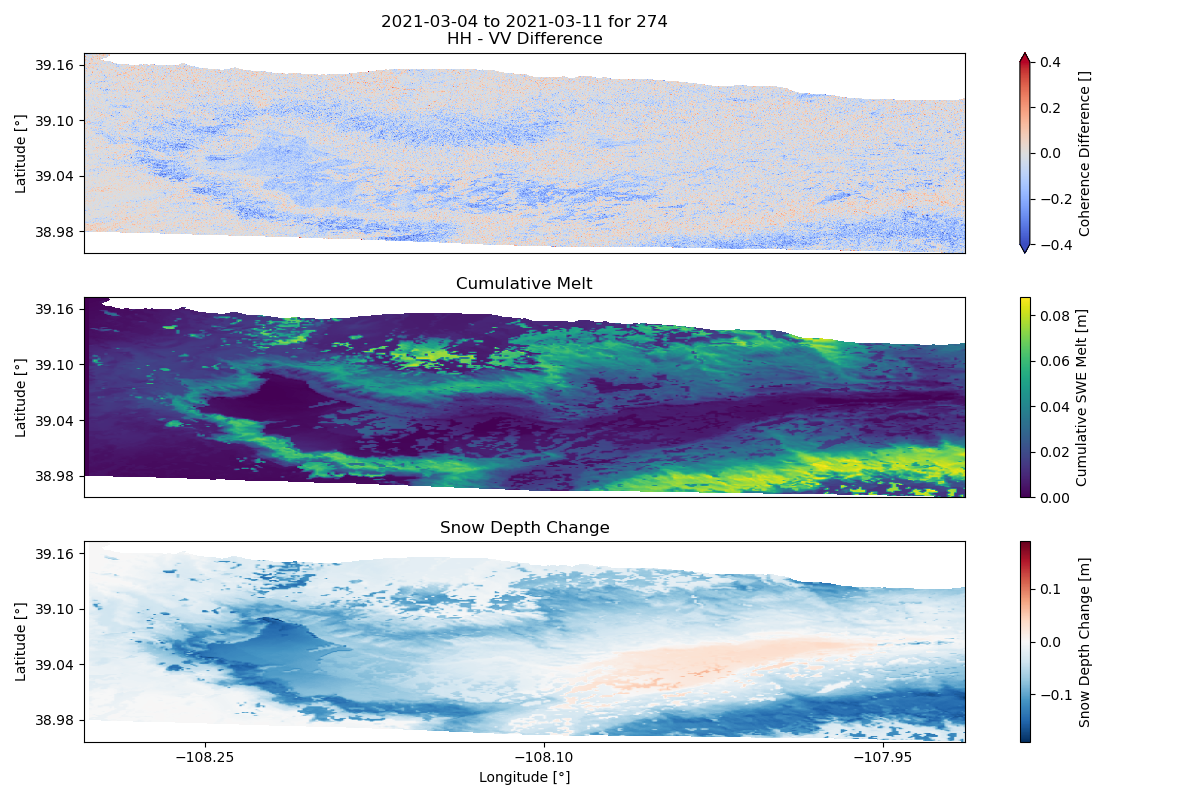 2021-03-04 to 2021-03-11 for 274
HH - VV Difference
39.16
39.10
39.04
38.98
Latitude [°]
0.4
0.2
0.0
−0.2
−0.4
Coherence Difference []
Cumulative Melt
39.16
39.10
39.04
38.98
Latitude [°]
0.08
0.06
0.04
0.02
0.00
Cumulative SWE Melt [m]
Snow Depth Change
39.16
39.10
39.04
38.98
Latitude [°]
0.1
0.0
−0.1
Snow Depth Change [m]
−108.25
−108.10
−107.95
Longitude [°]